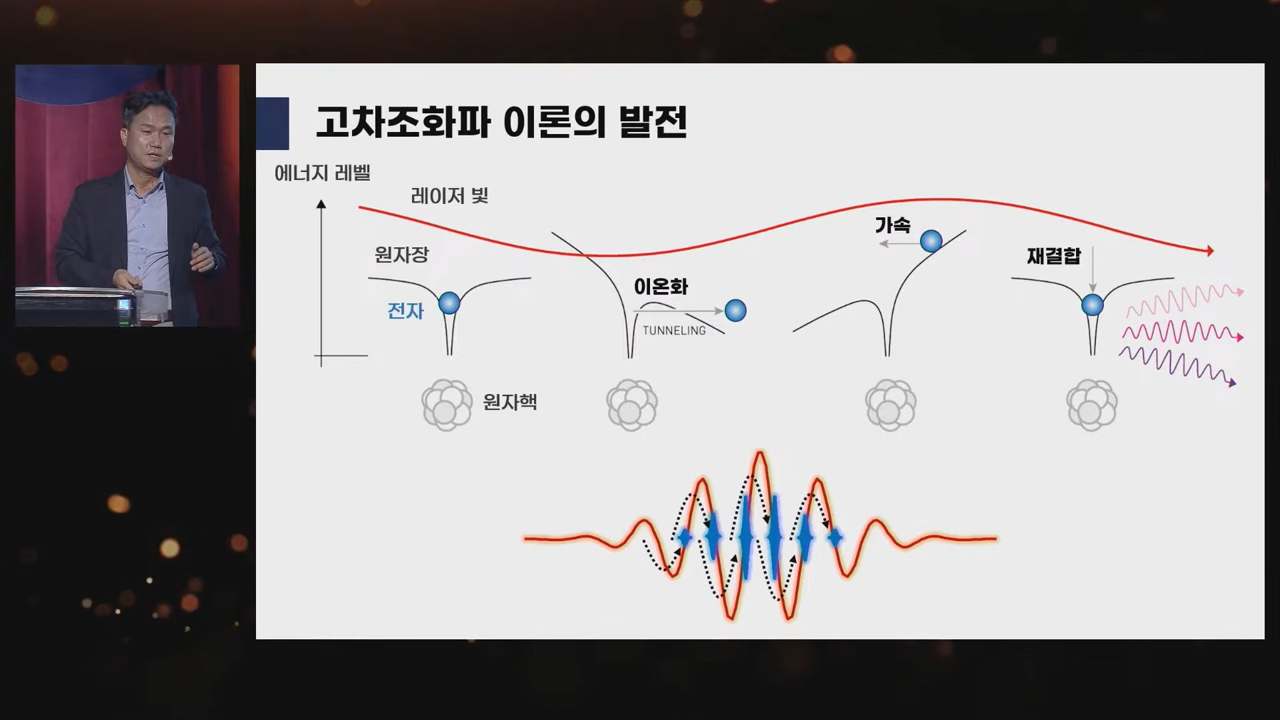 고차조화파 이론의 발전
에너지 레벨
레이저 빛
원자장
전자
이온화
TUNNELING
가속
재결합
원자핵